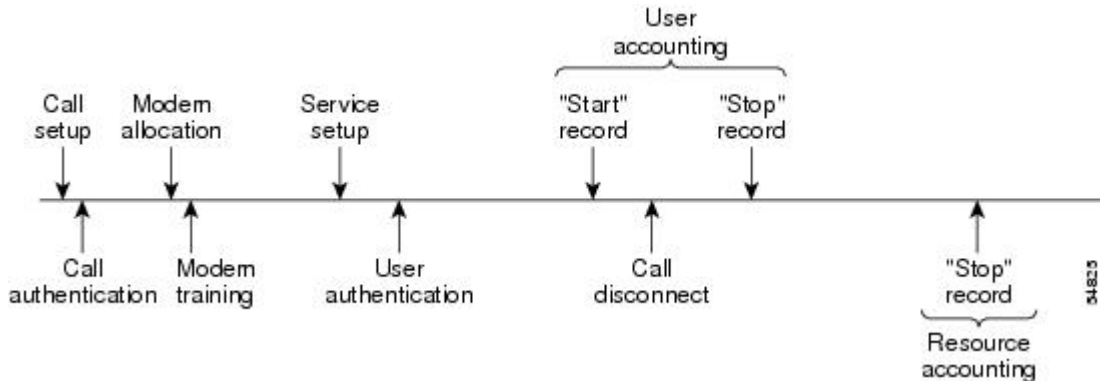 User
accounting
Call
setup
Modem
allocation
Service
setup
"Start"
record
"Stop"
record
Call
authentication
Modem
training
User
authentication
Call
disconnect
"Stop"
record
Resource
accounting
54825